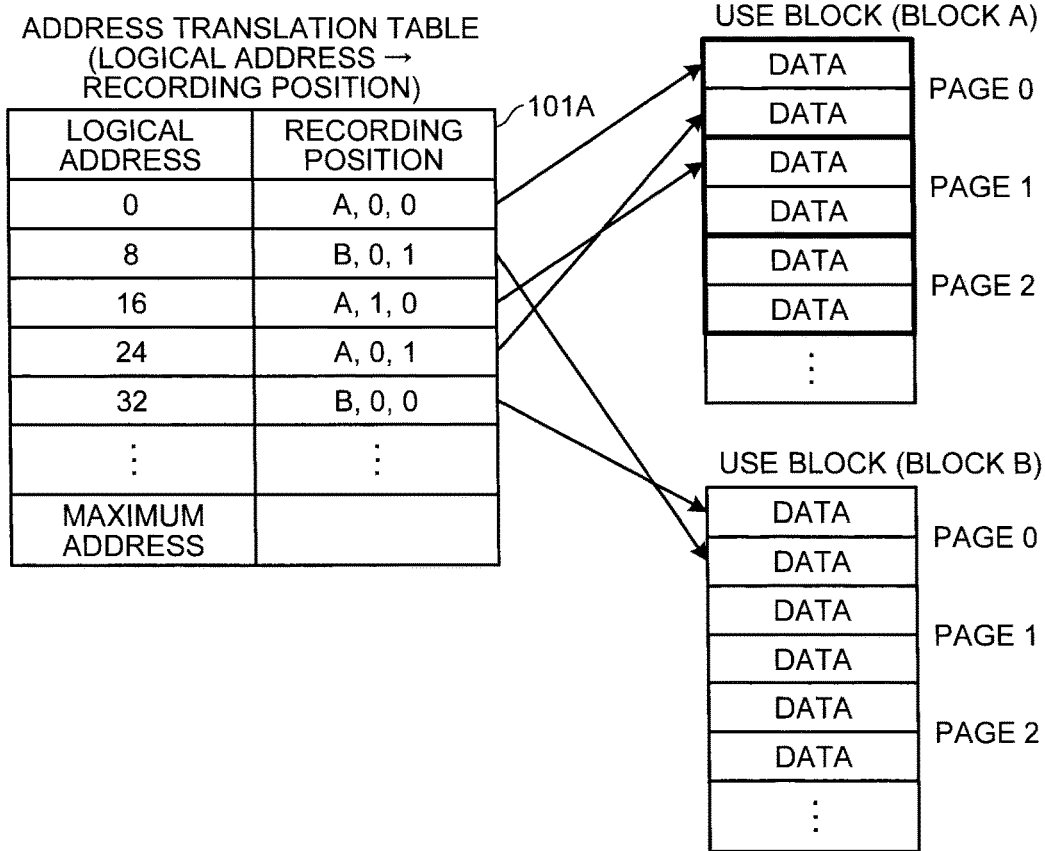 ADDRESS TRANSLATION TABLE
(LOGICAL ADDRESS →
RECORDING POSITION)
101A
LOGICAL ADDRESS
RECORDING POSITION
0 A, 0, 0
8 B, 0, 1
16 A, 1, 0
24 A, 0, 1
32 B, 0, 0
⋮ ⋮
MAXIMUM ADDRESS
USE BLOCK (BLOCK A)
DATA
DATA
PAGE 0
DATA
DATA
PAGE 1
DATA
DATA
PAGE 2
⋮
USE BLOCK (BLOCK B)
DATA
DATA
PAGE 0
DATA
DATA
PAGE 1
DATA
DATA
PAGE 2
⋮